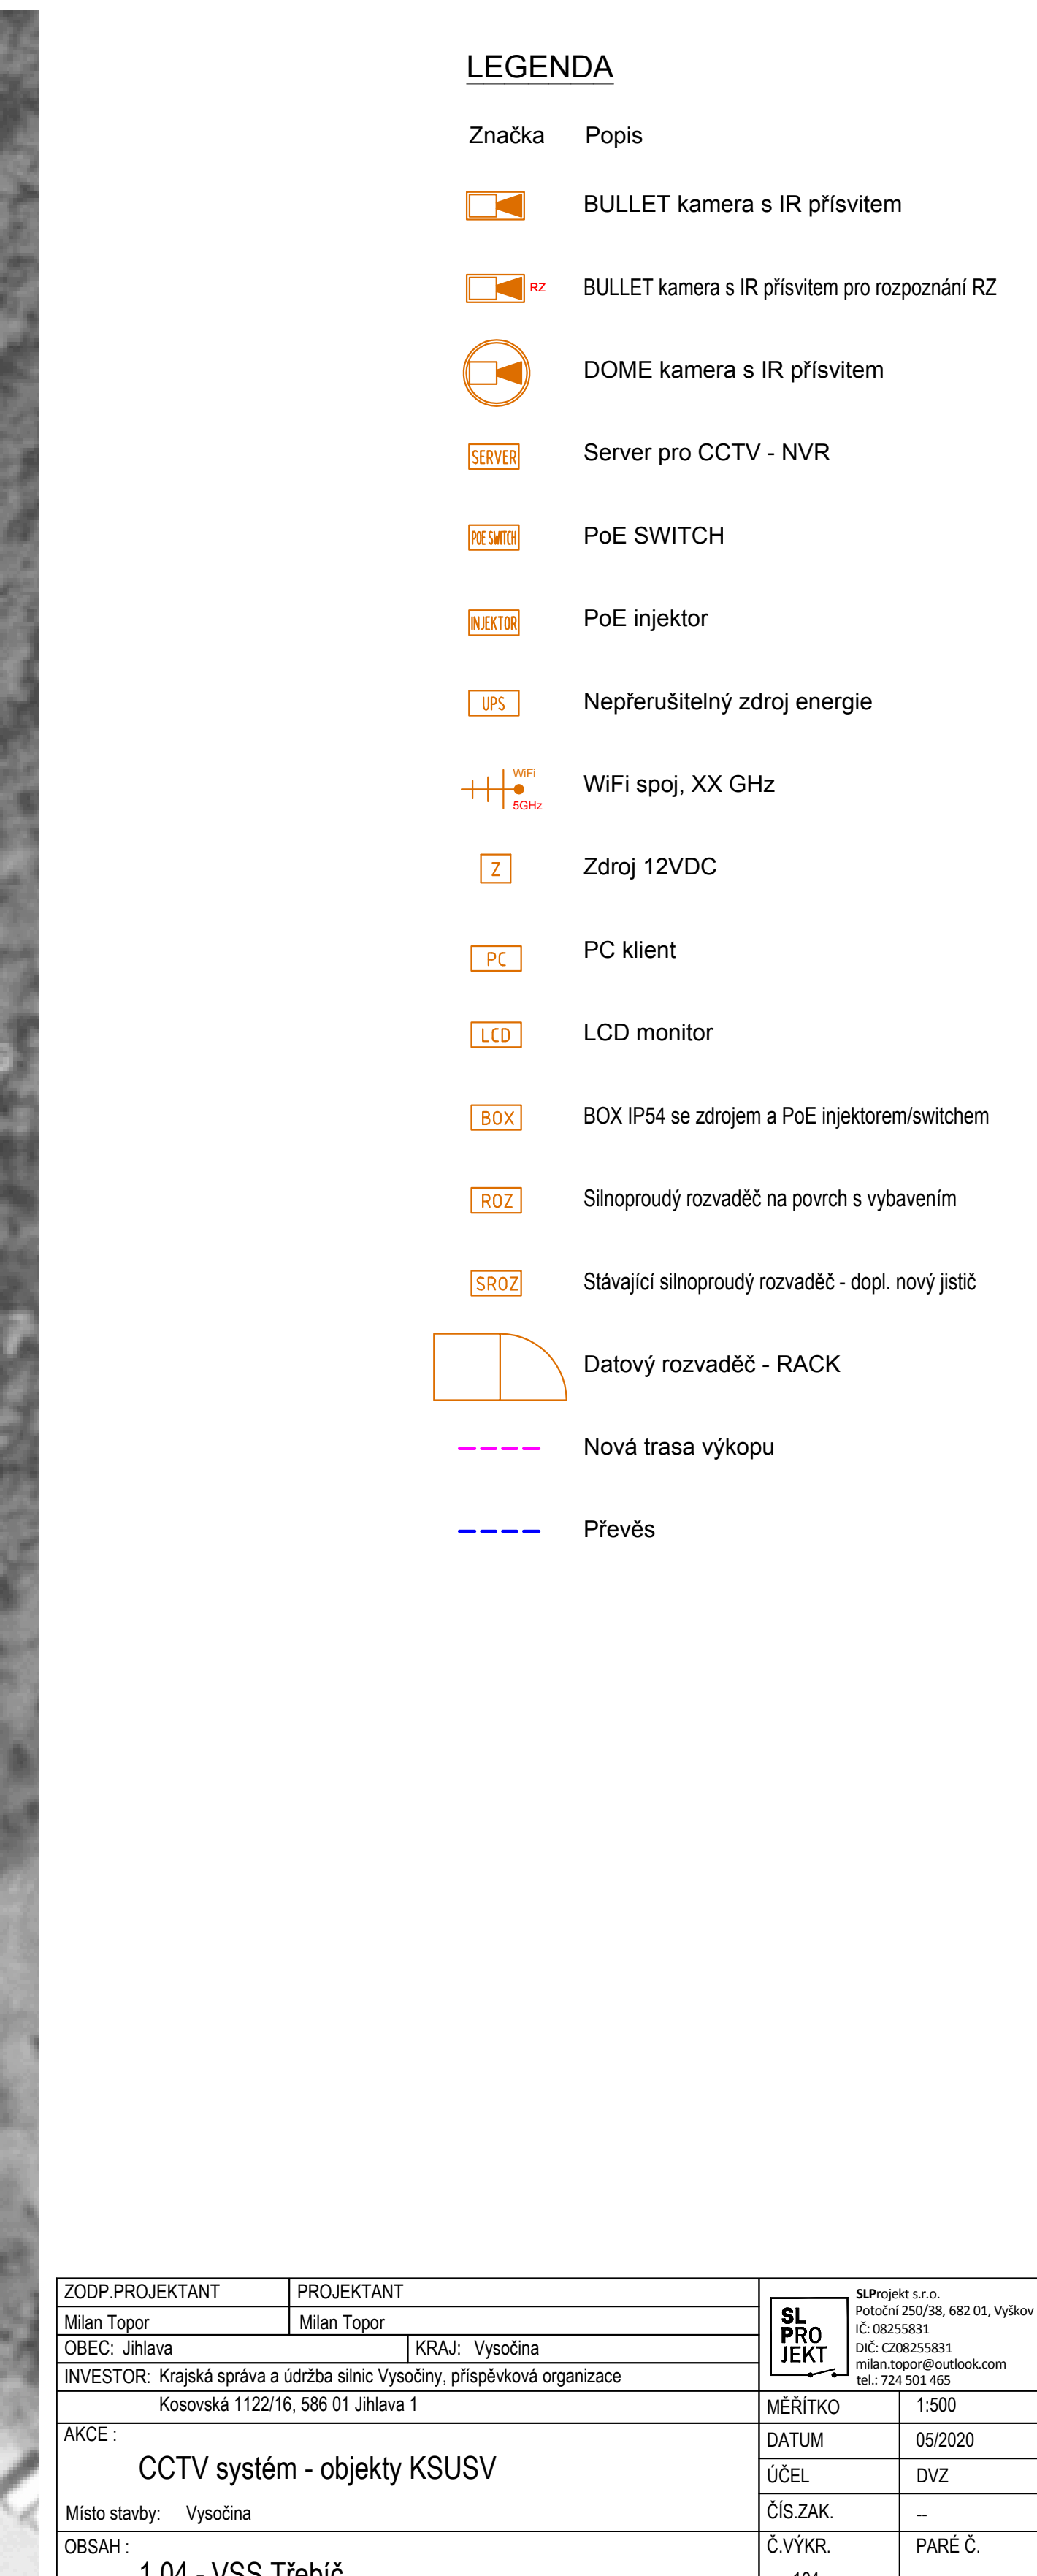 LEGENDA
Značka Popis
BULLET kamera s IR přísvitem
RZ BULLET kamera s IR přísvitem pro rozpoznání RZ
DOME kamera s IR přísvitem
SERVER Server pro CCTV - NVR
POE SWITCH PoE SWITCH
INJEKTOR PoE injektor
UPS Nepřerušitelný zdroj energie
WiFi
5GHz WiFi spoj, XX GHz
Z Zdroj 12VDC
PC PC klient
LCD LCD monitor
BOX BOX IP54 se zdrojem a PoE injektorem/switchem
ROZ Silnoproudý rozvaděč na povrch s vybavením
SROZ Stávající silnoproudý rozvaděč - dopl. nový jistič
Datový rozvaděč - RACK
Nová trasa výkopu
Převěs
ZODP.PROJEKTANT PROJEKTANT
Milan Topor Milan Topor
OBEC: Jihlava KRAJ: Vysočina
INVESTOR: Krajská správa a údržba silnic Vysočiny, příspěvková organizace
Kosovská 1122/16, 586 01 Jihlava 1
SL
PRO
JEKT
SLProjekt s.r.o.
Potoční 250/38, 682 01, Vyškov
IČ: 08255831
DIČ: CZ08255831
milan.topor@outlook.com
tel.: 724 501 465
MĚŘÍTKO 1:500
AKCE :
CCTV systém - objekty KSUSV
Místo stavby: Vysočina
DATUM 05/2020
ÚČEL DVZ
ČÍS.ZAK. --
OBSAH :
1.04 - VSS Třebíč
Č.VÝKR. PARÉ Č.
104